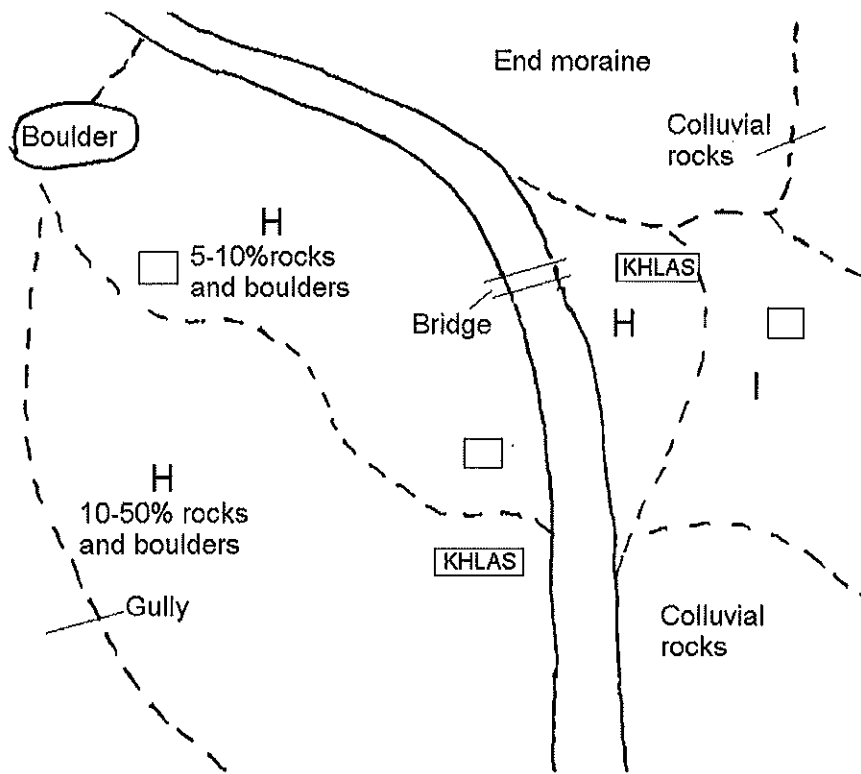 End moraine
Boulder
Colluvial
rocks
H
5-10%rocks
and boulders
KHLAS
Bridge
H
I
H
10-50% rocks
and boulders
KHLAS
Gully
Colluvial
rocks